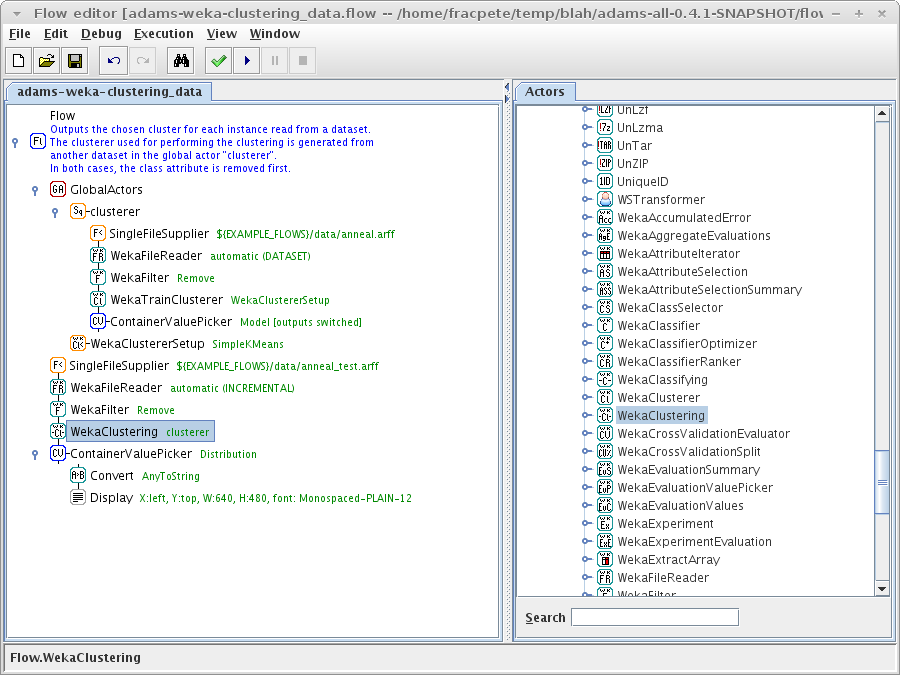 Flow editor [adams-weka-clustering_data.flow -- /home/fracpete/temp/blah/adams-all-0.4.1-SNAPSHOT/flow
File Edit Debug Execution View Window
adams-weka-clustering_data
Flow
Outputs the chosen cluster for each instance read from a dataset.
The clusterer used for performing the clustering is generated from
another dataset in the global actor "clusterer".
In both cases, the class attribute is removed first.
GlobalActors
clusterer
SingleFileSupplier ${EXAMPLE_FLOWS}/data/anneal.arff
WekaFileReader automatic (DATASET)
WekaFilter Remove
WekaTrainClusterer WekaClustererSetup
ContainerValuePicker Model [outputs switched]
WekaClustererSetup SimpleKMeans
SingleFileSupplier ${EXAMPLE_FLOWS}/data/anneal_test.arff
WekaFileReader automatic (INCREMENTAL)
WekaFilter Remove
WekaClustering clusterer
ContainerValuePicker Distribution
Convert AnyToString
Display X:left, Y:top, W:640, H:480, font: Monospaced-PLAIN-12
Actors
UnLzf
UnLzma
UnTar
UnZIP
UniqueID
WSTransformer
WekaAccumulatedError
WekaAggregateEvaluations
WekaAttributeIterator
WekaAttributeSelection
WekaAttributeSelectionSummary
WekaClassSelector
WekaClassifier
WekaClassifierOptimizer
WekaClassifierRanker
WekaClassifying
WekaClusterer
WekaClustering
WekaCrossValidationEvaluator
WekaCrossValidationSplit
WekaEvaluationSummary
WekaEvaluationValuePicker
WekaEvaluationValues
WekaExperiment
WekaExperimentEvaluation
WekaExtractArray
WekaFileReader
WekaFilter
Search
Flow.WekaClustering